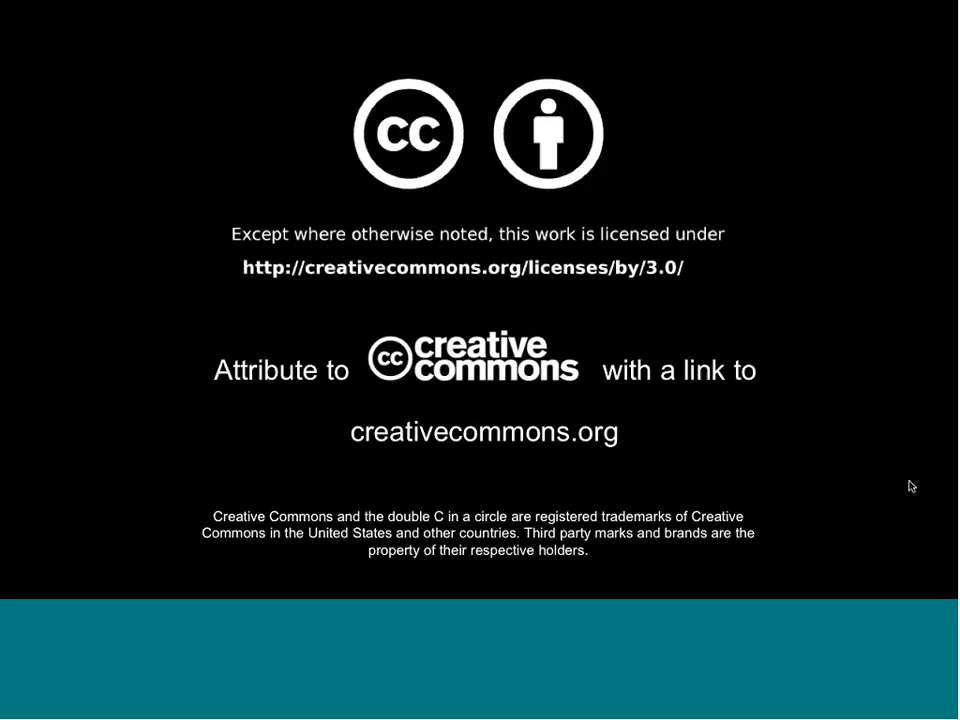 cc
Except where otherwise noted, this work is licensed under
http://creativecommons.org/licenses/by/3.0/
Attribute to cc creative commons with a link to
creativecommons.org
Creative Commons and the double C in a circle are registered trademarks of Creative
Commons in the United States and other countries. Third party marks and brands are the
property of their respective holders.